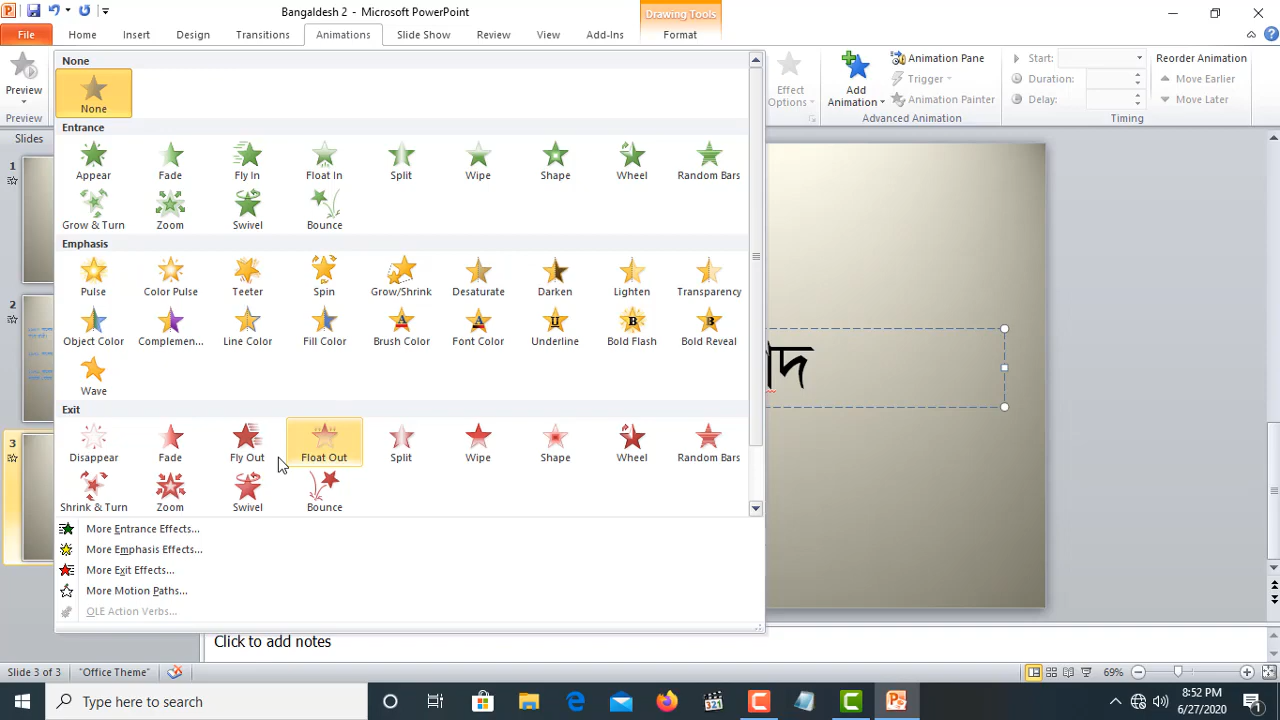 Bangaldesh 2 - Microsoft PowerPoint
Drawing Tools
File Home Insert Design Transitions Animations Slide Show Review View Add-Ins Format
None
None
Preview
Preview
Effect Options
Add Animation
Animation Pane
Trigger
Animation Painter
Advanced Animation
Start:
Duration:
Delay:
Reorder Animation
Move Earlier
Move Later
Timing
Slides
1
2
3
Entrance
Appear Fade Fly In Float In Split Wipe Shape Wheel Random Bars
Grow & Turn Zoom Swivel Bounce
Emphasis
Pulse Color Pulse Teeter Spin Grow/Shrink Desaturate Darken Lighten Transparency
Object Color Complemen... Line Color Fill Color Brush Color Font Color Underline Bold Flash Bold Reveal
Wave
Exit
Disappear Fade Fly Out Float Out Split Wipe Shape Wheel Random Bars
Shrink & Turn Zoom Swivel Bounce
More Entrance Effects...
More Emphasis Effects...
More Exit Effects...
More Motion Paths...
OLE Action Verbs...
Click to add notes
Slide 3 of 3 "Office Theme" 69%
Type here to search
8:52 PM
6/27/2020